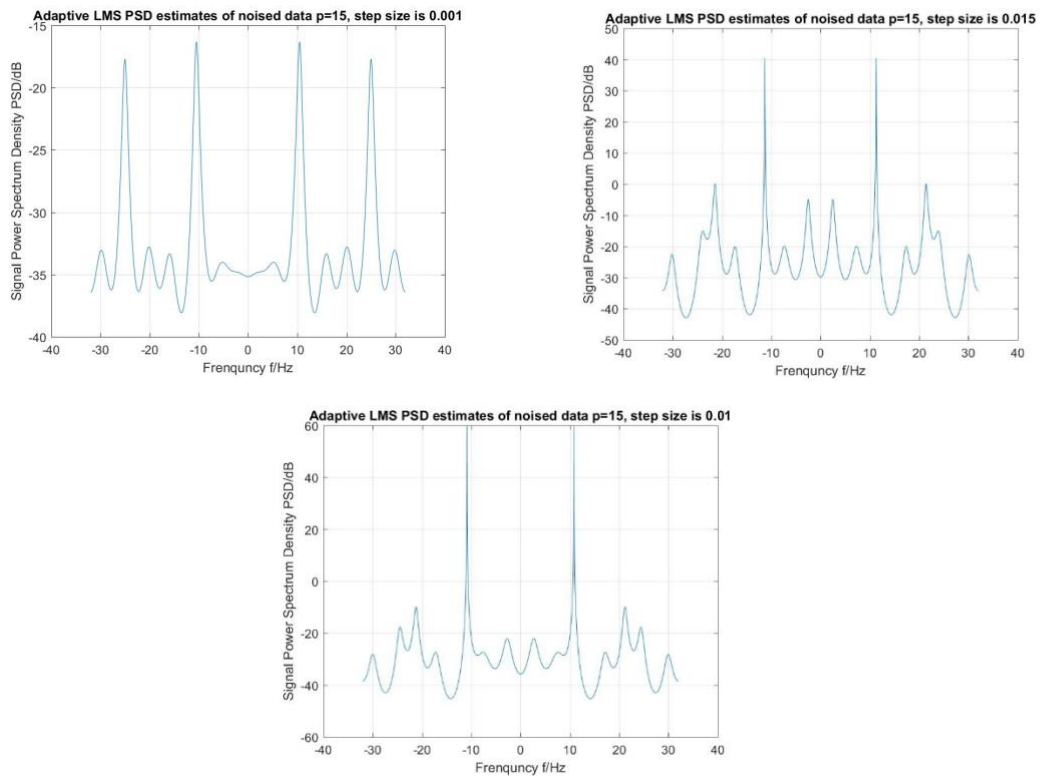 Adaptive LMS PSD estimates of noised data p=15, step size is 0.001
Signal Power Spectrum Density PSD/dB
-15
-20
-25
-30
-35
-40
-40 -30 -20 -10 0 10 20 30 40
Frequncy f/Hz
Adaptive LMS PSD estimates of noised data p=15, step size is 0.015
Signal Power Spectrum Density PSD/dB
50
40
30
20
10
0
-10
-20
-30
-40
-50
-40 -30 -20 -10 0 10 20 30 40
Frequncy f/Hz
Adaptive LMS PSD estimates of noised data p=15, step size is 0.01
Signal Power Spectrum Density PSD/dB
60
40
20
0
-20
-40
-60
-40 -30 -20 -10 0 10 20 30 40
Frequncy f/Hz